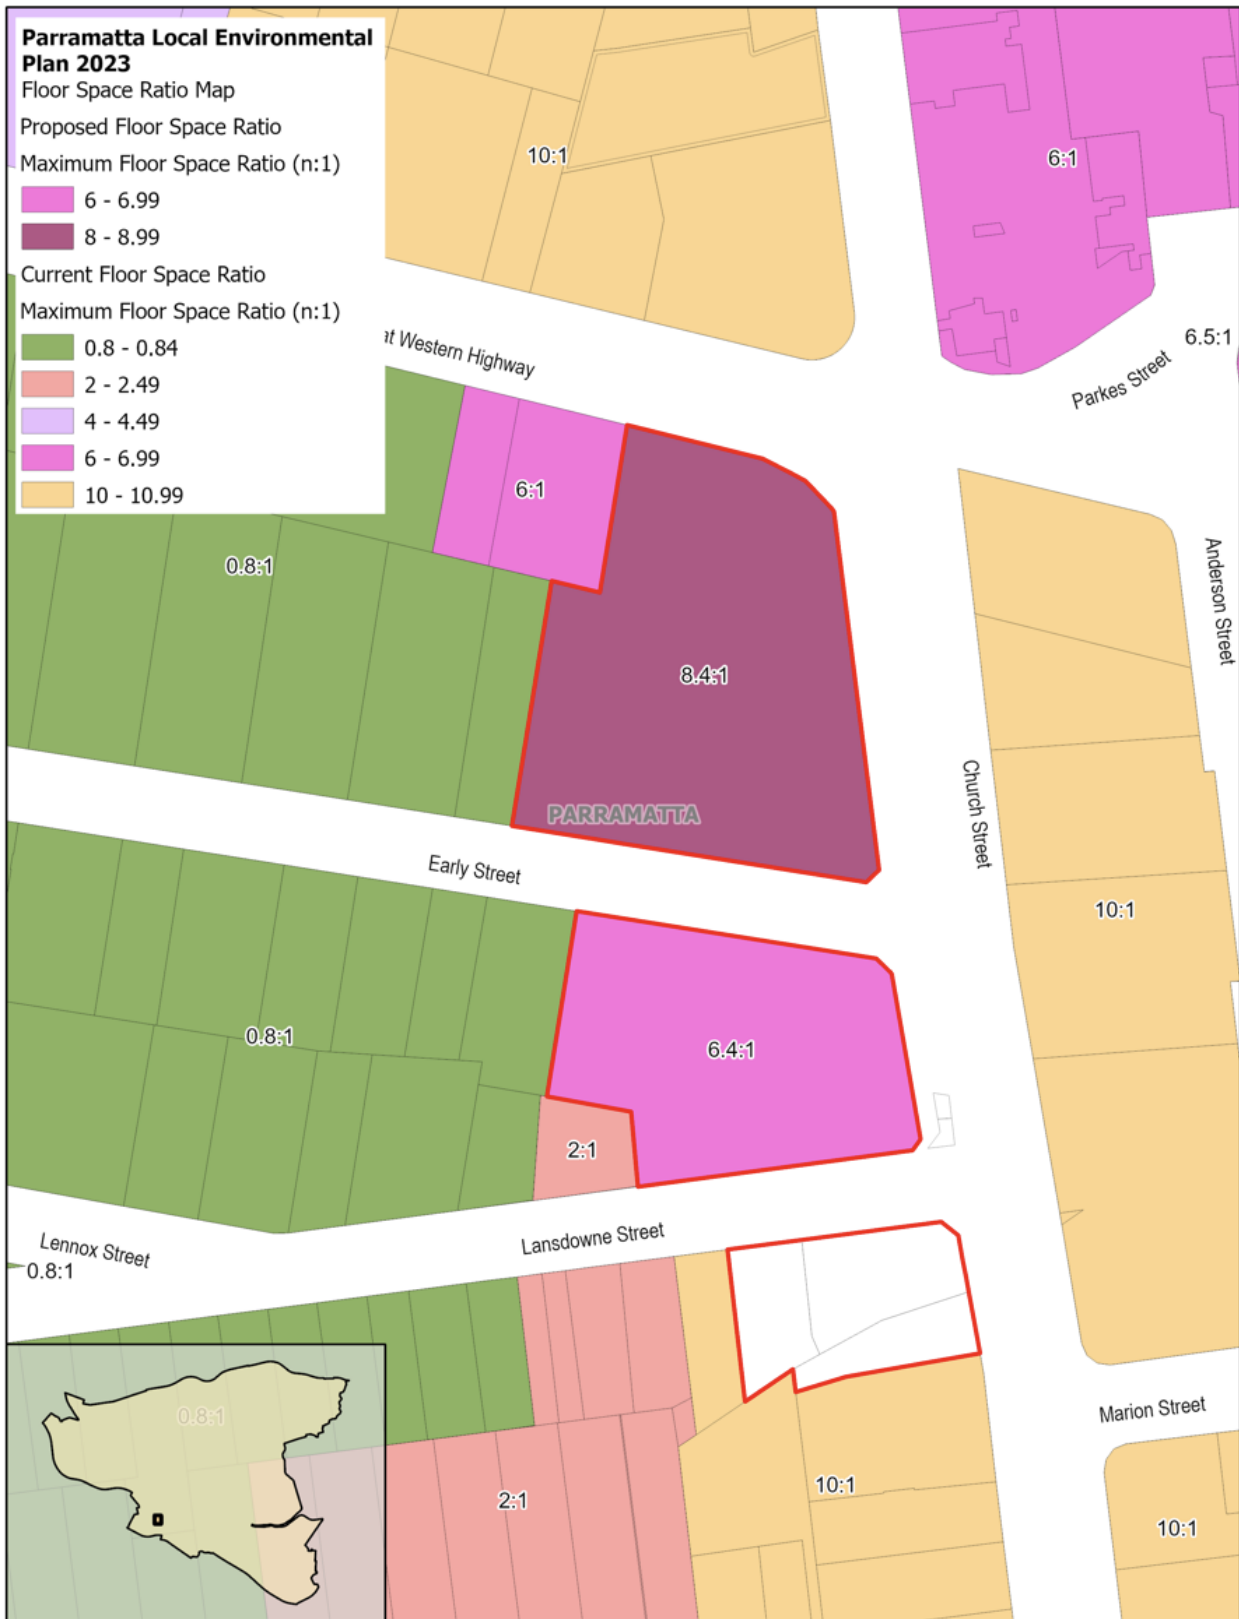 Parramatta Local Environmental
Plan 2023
Floor Space Ratio Map
Proposed Floor Space Ratio
Maximum Floor Space Ratio (n:1)
6 - 6.99
8 - 8.99
Current Floor Space Ratio
Maximum Floor Space Ratio (n:1)
0.8 - 0.84
2 - 2.49
4 - 4.49
6 - 6.99
10 - 10.99
10:1
6:1
at Western Highway
6.5:1
Parkes Street
6:1
0.8:1
Anderson Street
8.4:1
PARRAMATTA
Church Street
Early Street
10:1
0.8:1
6.4:1
2:1
Lennox Street
Lansdowne Street
0.8:1
0.8:1
Marion Street
2:1
10:1
10:1